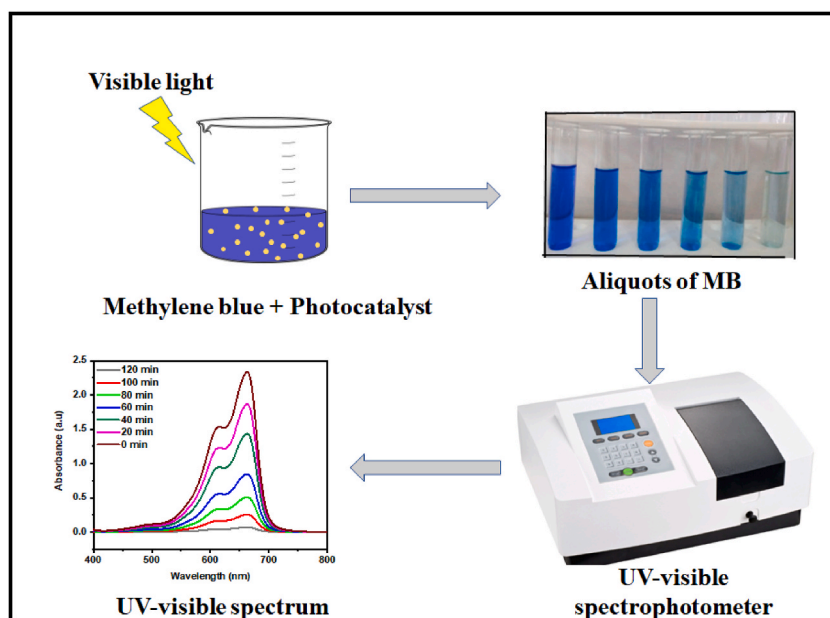 Visible light
Methylene blue + Photocatalyst
Aliquots of MB
2.5
2.0
1.5
1.0
0.5
0.0
Absorbance (a.u)
120 min
100 min
80 min
60 min
40 min
20 min
0 min
400 500 600 700 800
Wavelength (nm)
UV-visible spectrum
UV-visible
spectrophotometer